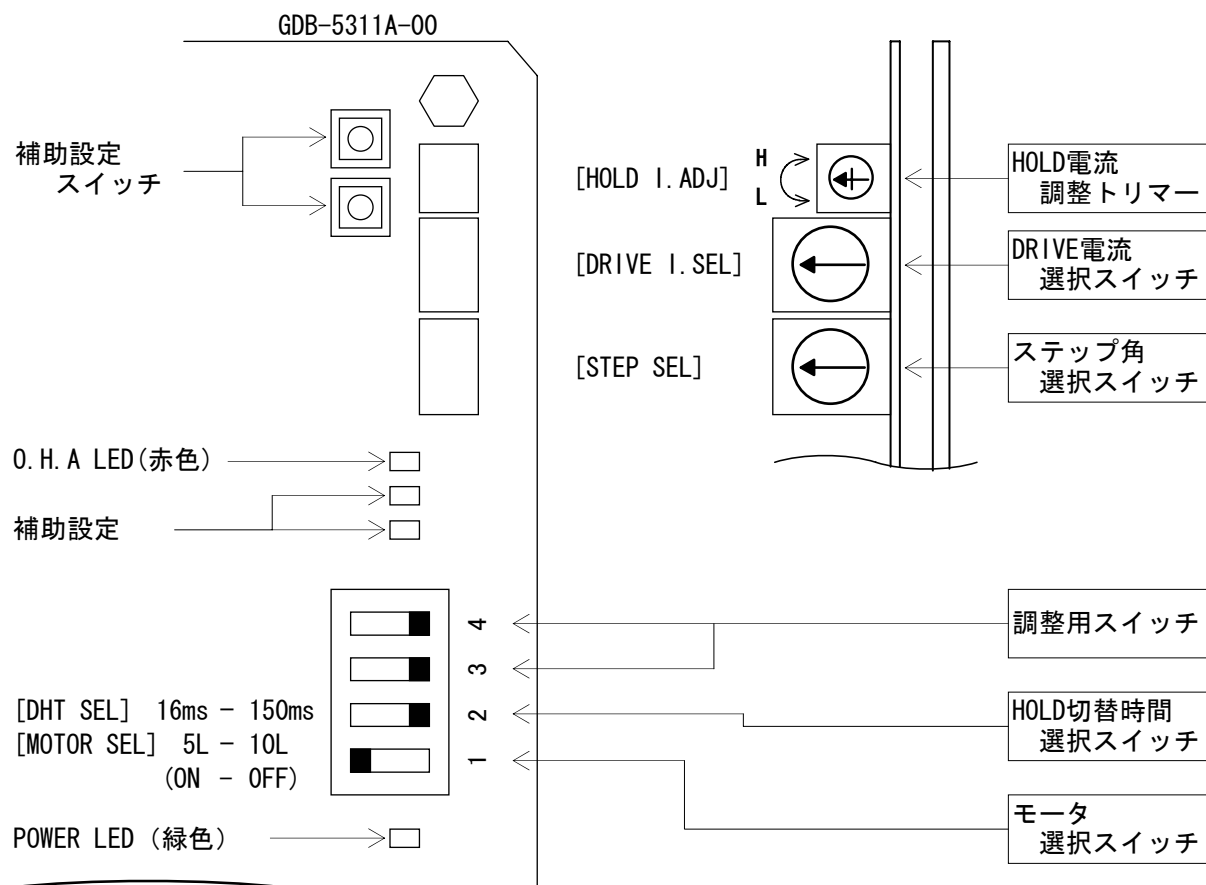 GDB-5311A-00
補助設定
スイッチ
[HOLD I.ADJ]
H
L
HOLD電流
調整トリマー
[DRIVE I.SEL]
DRIVE電流
選択スイッチ
[STEP SEL]
ステップ角
選択スイッチ
O.H.A LED(赤色)
補助設定
4
3
2
1
調整用スイッチ
[DHT SEL] 16ms － 150ms
[MOTOR SEL] 5L － 10L
(ON － OFF)
HOLD切替時間
選択スイッチ
モータ
選択スイッチ
POWER LED (緑色)